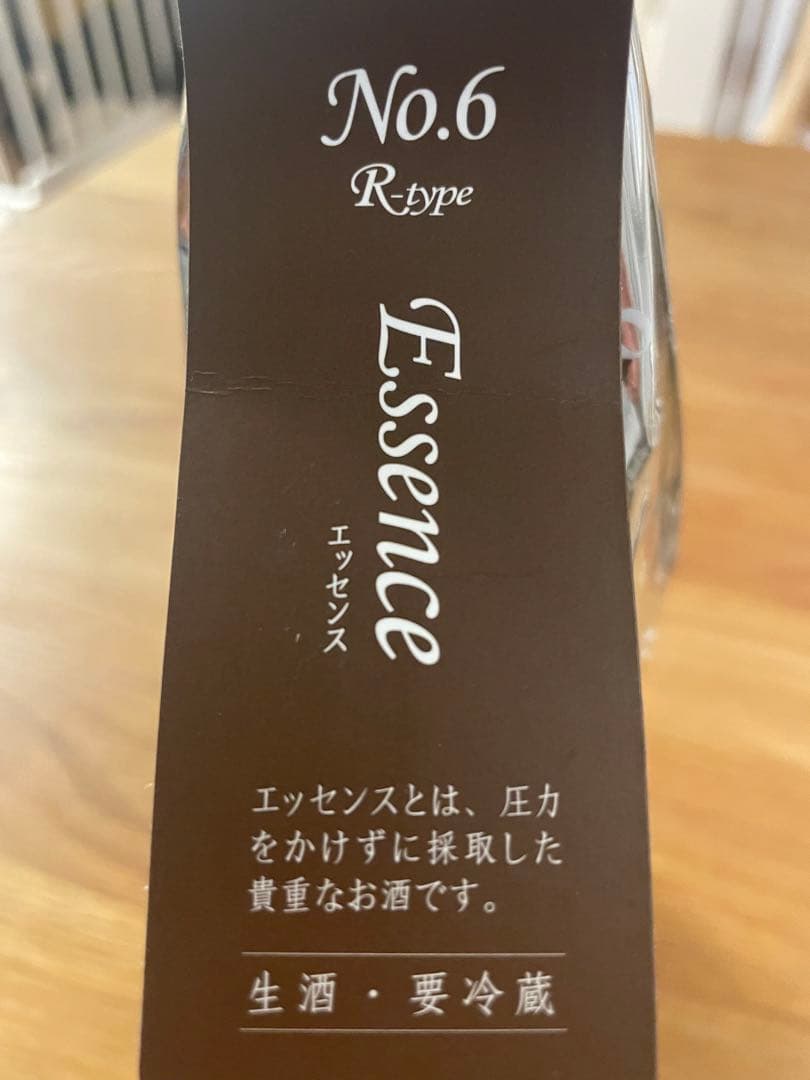 No.6
R-type
Essence
エッセンス
エッセンスとは、圧力
をかけずに採取した
貴重なお酒です。
生酒・要冷蔵